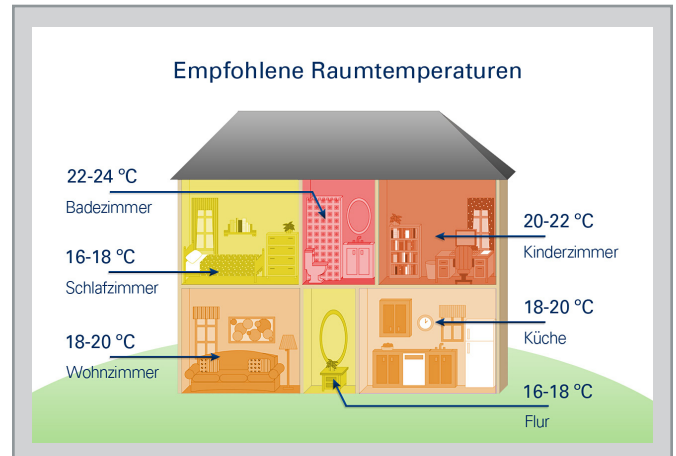 Empfohlene Raumtemperaturen
22-24 °C
Badezimmer
16-18 °C
Schlafzimmer
18-20 °C
Wohnzimmer
20-22 °C
Kinderzimmer
18-20 °C
Küche
16-18 °C
Flur